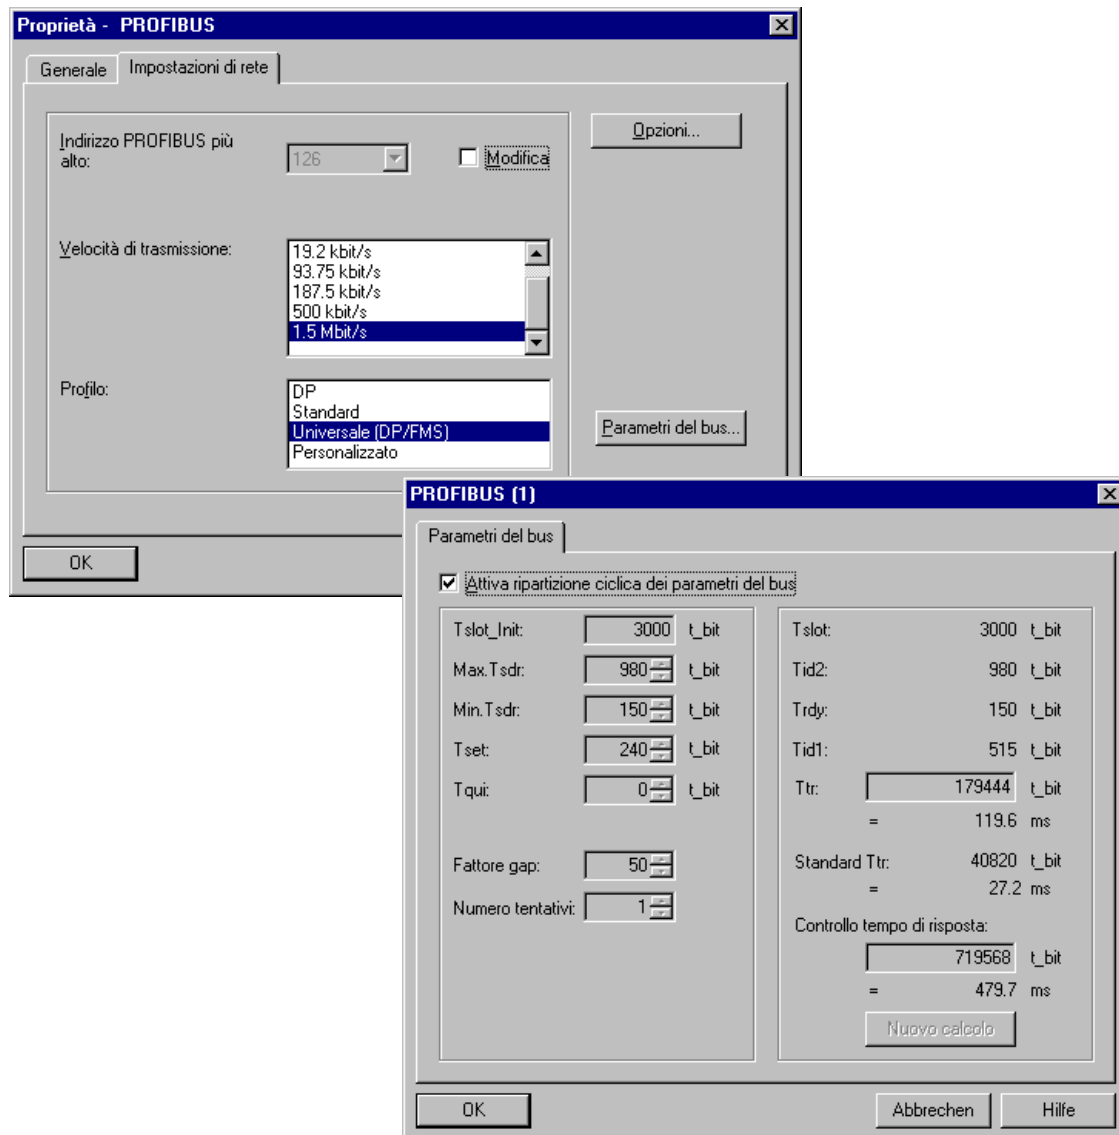 Proprietà - PROFIBUS
Generale
Impostazioni di rete
Indirizzo PROFIBUS più
alto:
126
Modifica
Opzioni...
Velocità di trasmissione:
19.2 kbit/s
93.75 kbit/s
187.5 kbit/s
500 kbit/s
1.5 Mbit/s
Profilo:
DP
Standard
Universale (DP/FMS)
Personalizzato
Parametri del bus...
OK
PROFIBUS (1)
Parametri del bus
Attiva ripartizione ciclica dei parametri del bus
Tslot_Init: 3000 t_bit
Max.Tsdr: 980 t_bit
Min.Tsdr: 150 t_bit
Tset: 240 t_bit
Tqui: 0 t_bit
Fattore gap: 50
Numero tentativi: 1
Tslot: 3000 t_bit
Tid2: 980 t_bit
Trdy: 150 t_bit
Tid1: 515 t_bit
Ttr: 179444 t_bit
= 119.6 ms
Standard Ttr: 40820 t_bit
= 27.2 ms
Controllo tempo di risposta:
719568 t_bit
= 479.7 ms
Nuovo calcolo
OK
Abbrechen
Hilfe